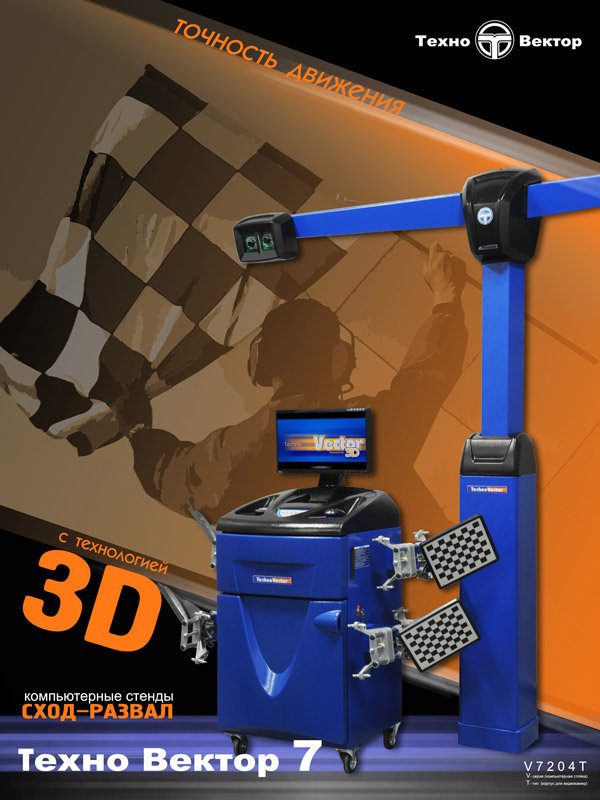 ТОЧНОСТЬ ДВИЖЕНИЯ
Техно Вектор
Techno Vector
3D
TechnoVector
TechnoVector
с технологией
3D
компьютерные стенды
СХОД-РАЗВАЛ
Техно Вектор 7
V7204T
V- серия (компьютерная стойка)
T- тип (корпус для видеокамер)